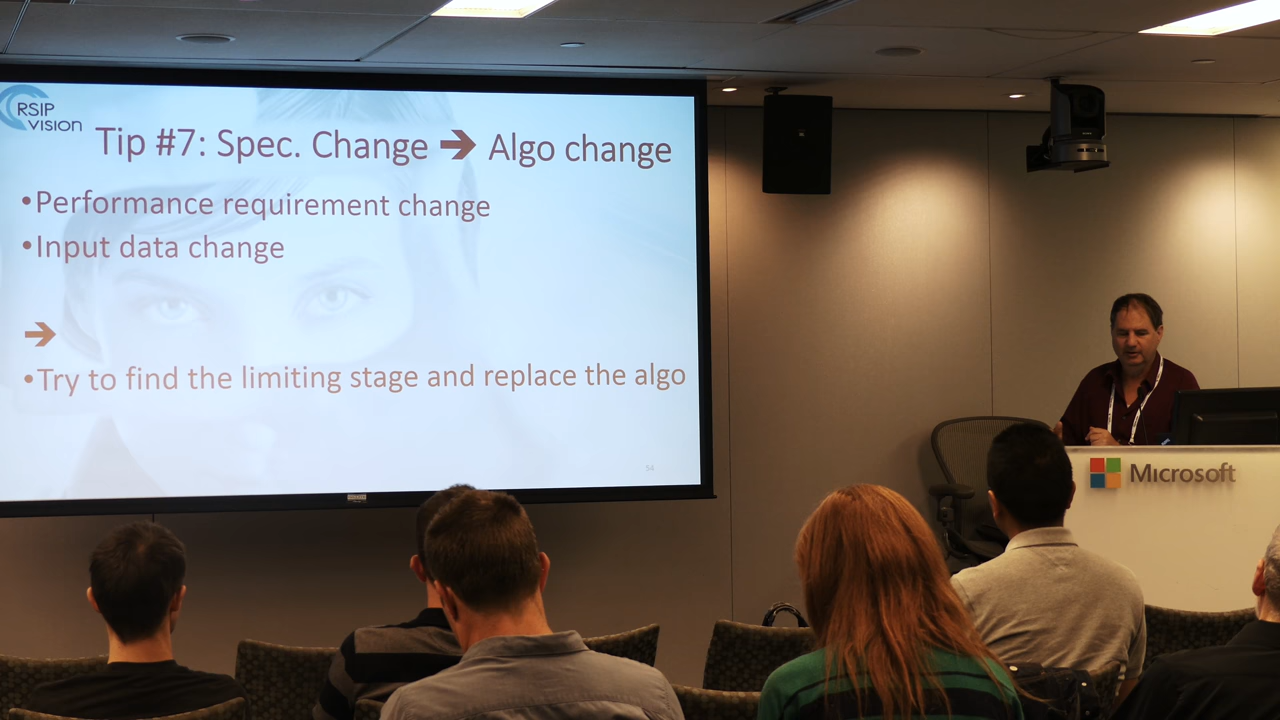 RSIP
VISION
Tip #7: Spec. Change ➔ Algo change
•Performance requirement change
•Input data change
➔
•Try to find the limiting stage and replace the algo
54
Microsoft